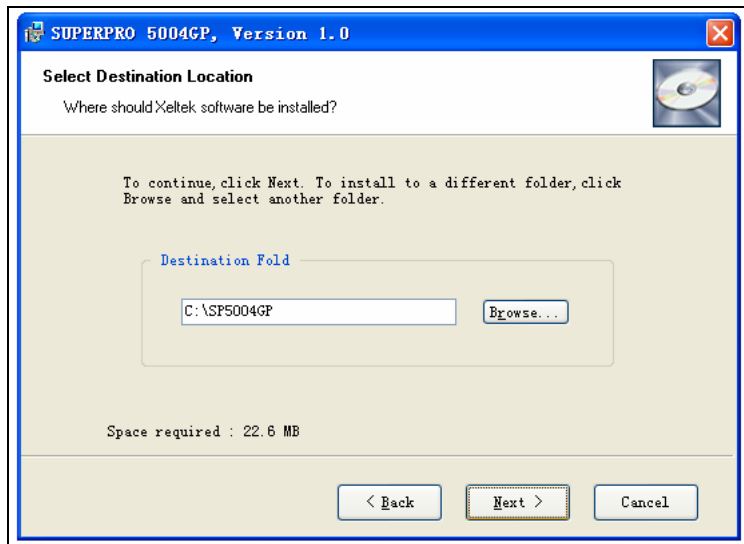 SUPERPRO 5004GP, Version 1.0
Select Destination Location
Where should Xeltek software be installed?
To continue,click Next. To install to a different folder,click
Browse and select another folder.
Destination Fold
C:\SP5004GP
Browse...
Space required : 22.6 MB
< Back
Next >
Cancel